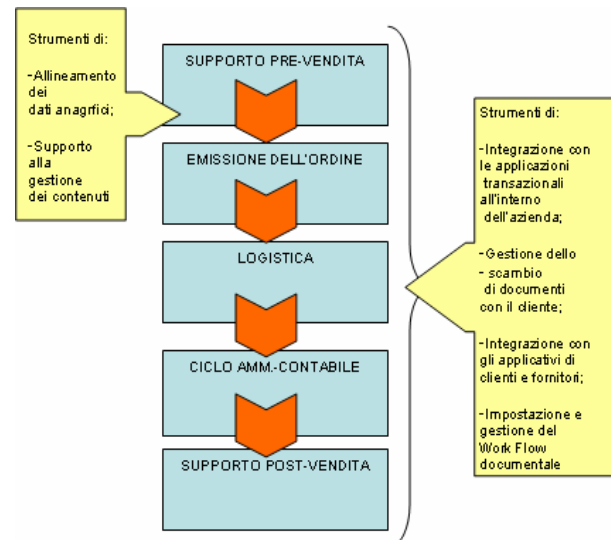 Strumenti di:
-Allineamento
dei
dati anagrfici;
-Supporto
alla
gestione
dei contenuti
SUPPORTO PRE-VENDITA
EMISSIONE DELL'ORDINE
LOGISTICA
CICLO AMM.-CONTABILE
SUPPORTO POST-VENDITA
Strumenti di:
-Integrazione con
le applicazioni
transazionali
all'interno
dell'azienda;
-Gestione dello
- scambio
di documenti
con il cliente;
-Integrazione con
gli applicativi di
clienti e fornitori;
-Impostazione e
gestione del
Work Flow
documentale